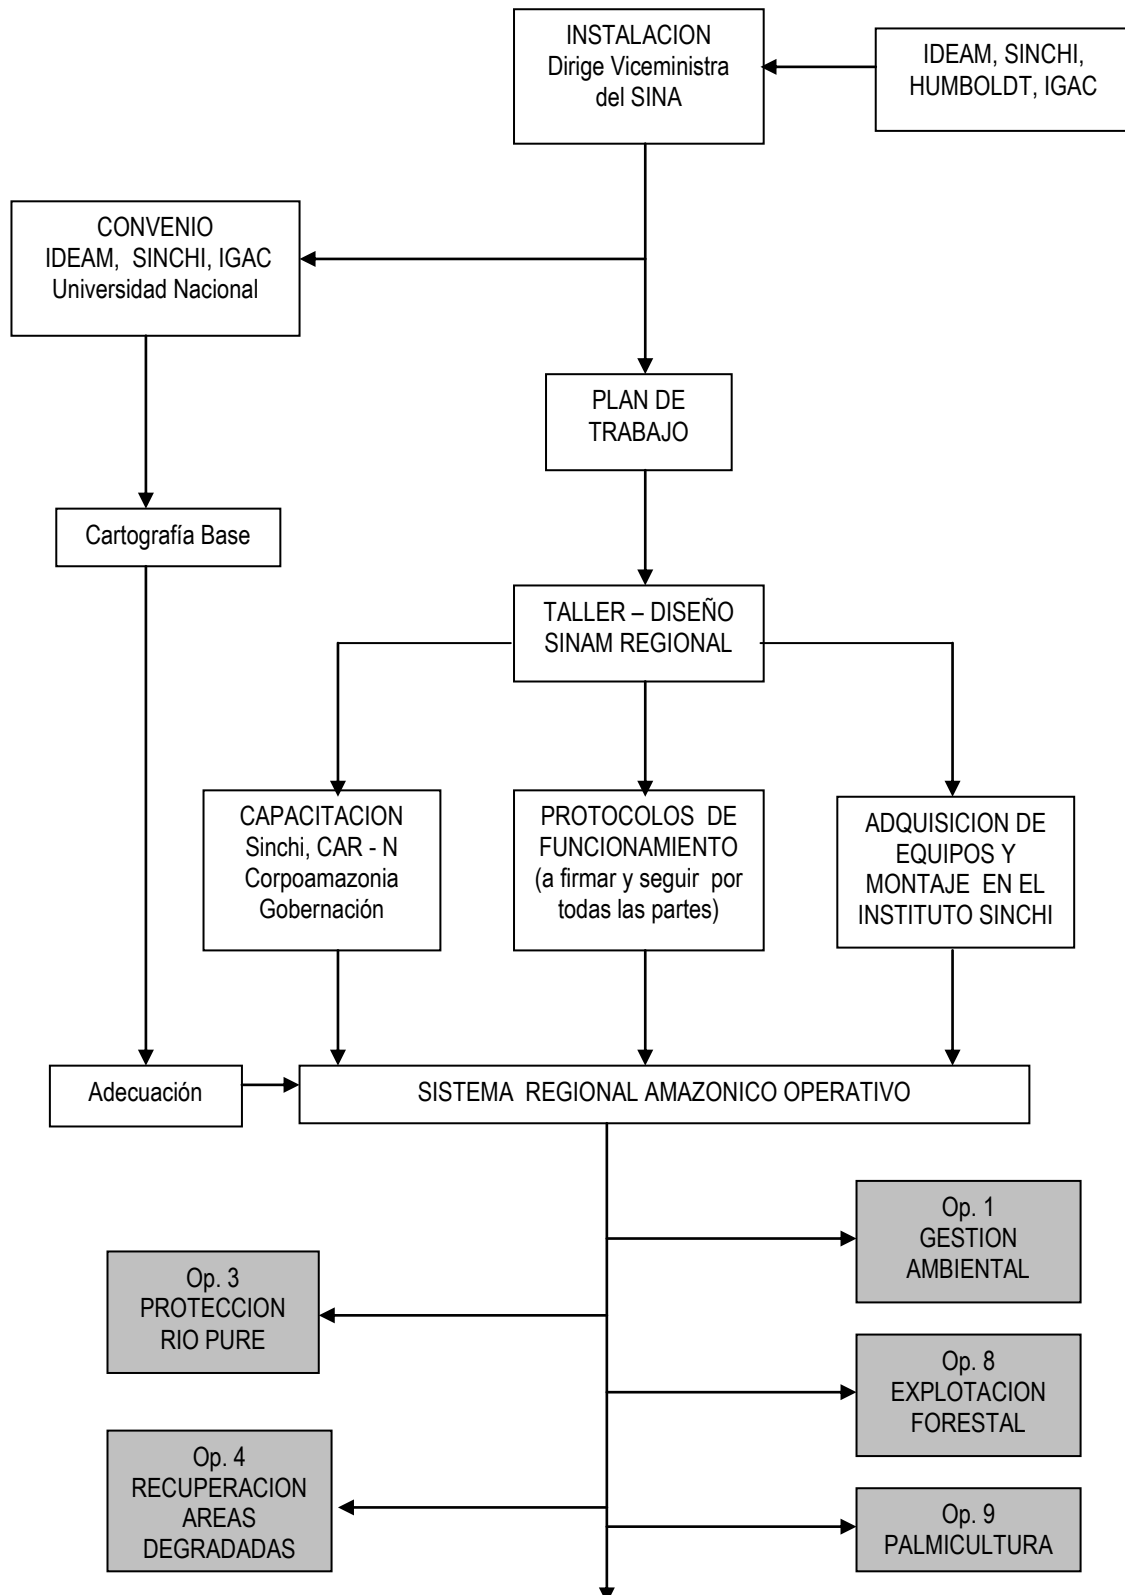 INSTALACION
Dirige Viceministra
del SINA
IDEAM, SINCHI,
HUMBOLDT, IGAC
CONVENIO
IDEAM, SINCHI, IGAC
Universidad Nacional
PLAN DE
TRABAJO
Cartografía Base
TALLER – DISEÑO
SINAM REGIONAL
CAPACITACION
Sinchi, CAR - N
Corpoamazonia
Gobernación
PROTOCOLOS DE
FUNCIONAMIENTO
(a firmar y seguir por
todas las partes)
ADQUISICION DE
EQUIPOS Y
MONTAJE EN EL
INSTITUTO SINCHI
Adecuación
SISTEMA REGIONAL AMAZONICO OPERATIVO
Op. 1
GESTION
AMBIENTAL
Op. 3
PROTECCION
RIO PURE
Op. 8
EXPLOTACION
FORESTAL
Op. 4
RECUPERACION
AREAS
DEGRADADAS
Op. 9
PALMICULTURA